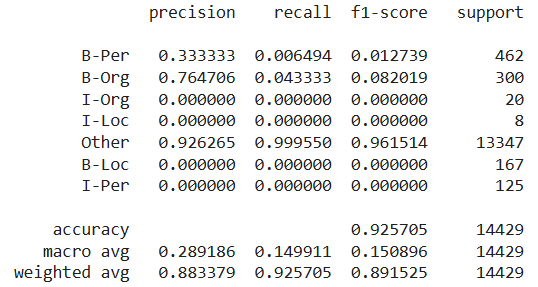 precision recall f1-score support
B-Per 0.333333 0.006494 0.012739 462
B-Org 0.764706 0.043333 0.082019 300
I-Org 0.000000 0.000000 0.000000 20
I-Loc 0.000000 0.000000 0.000000 8
Other 0.926265 0.999550 0.961514 13347
B-Loc 0.000000 0.000000 0.000000 167
I-Per 0.000000 0.000000 0.000000 125
accuracy 0.925705 14429
macro avg 0.289186 0.149911 0.150896 14429
weighted avg 0.883379 0.925705 0.891525 14429